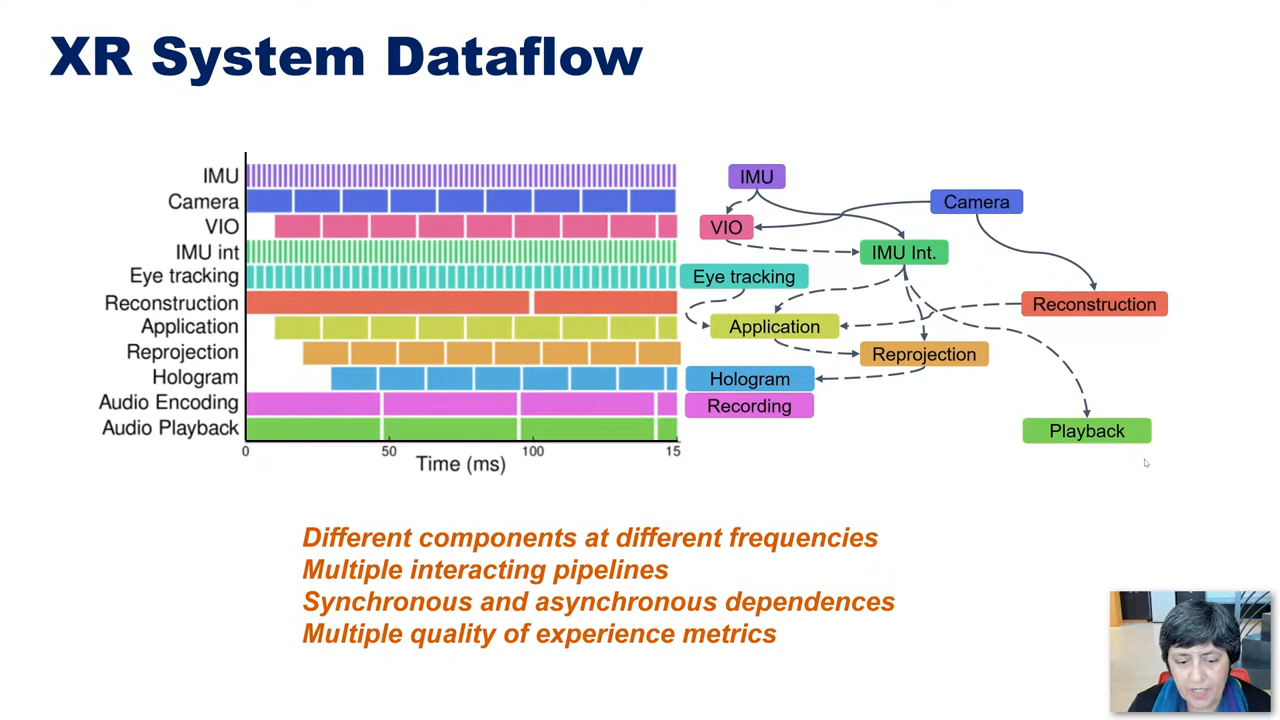 XR System Dataflow
IMU
Camera
VIO
IMU int
Eye tracking
Reconstruction
Application
Reprojection
Hologram
Audio Encoding
Audio Playback
0
50
100
15
Time (ms)
IMU
Camera
VIO
IMU Int.
Eye tracking
Reconstruction
Application
Reprojection
Hologram
Recording
Playback
Different components at different frequencies
Multiple interacting pipelines
Synchronous and asynchronous dependences
Multiple quality of experience metrics